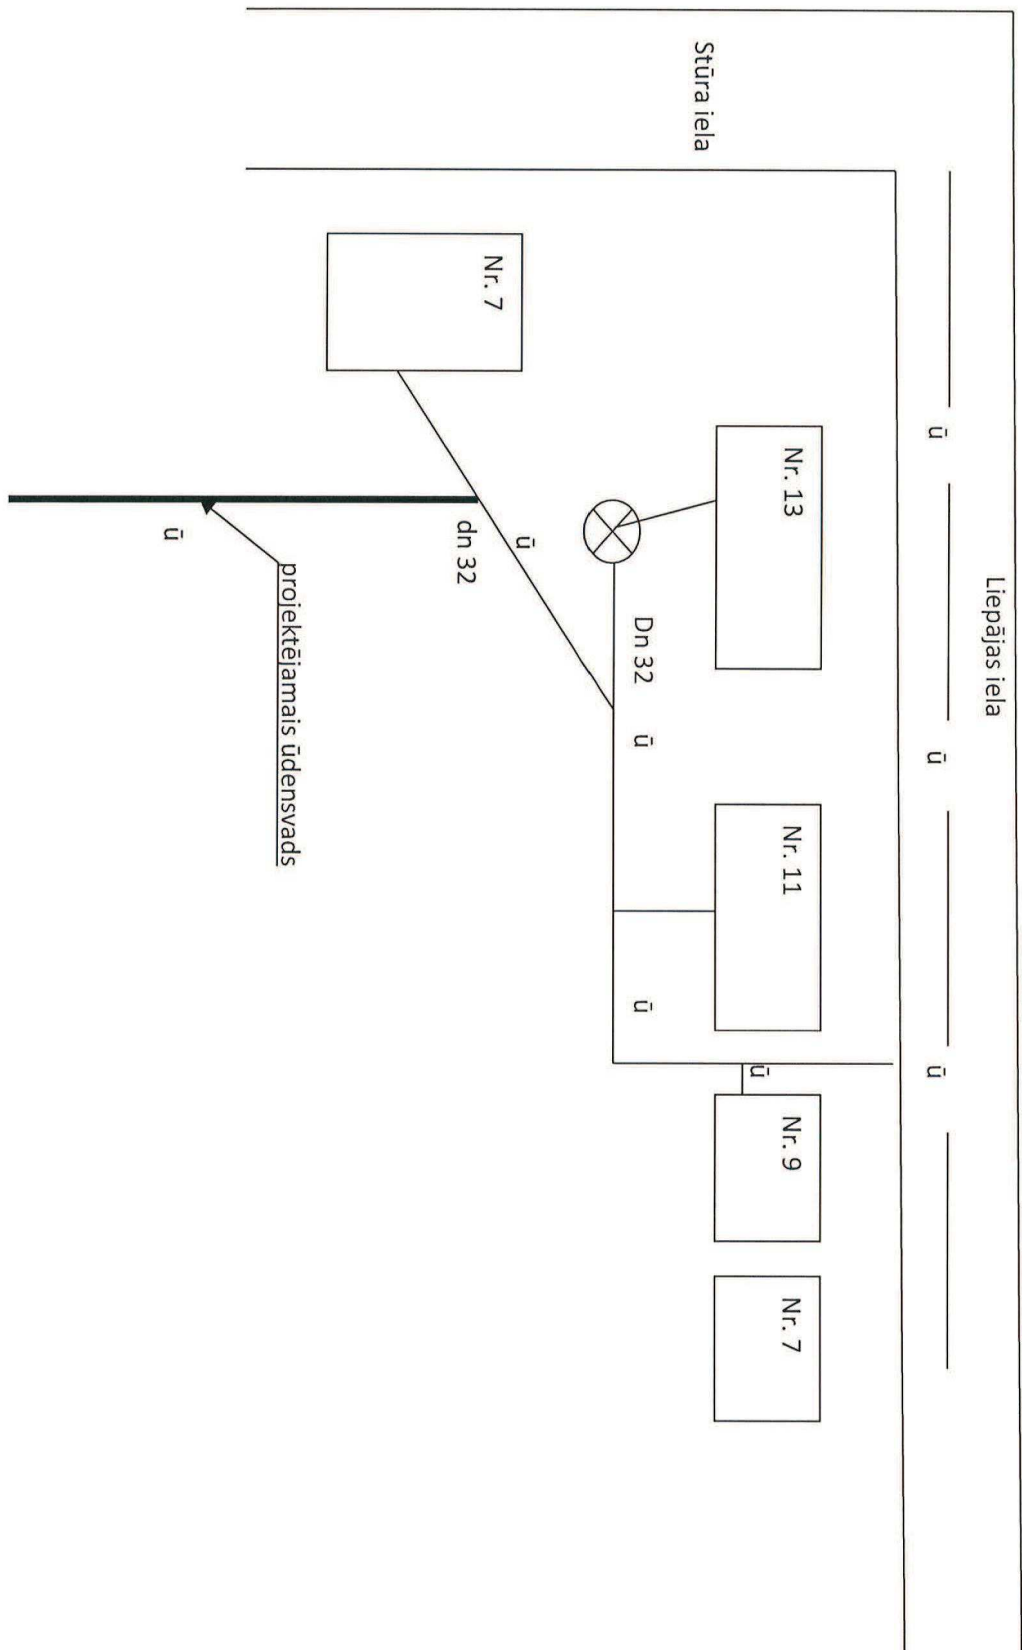 Liepājas iela
ū
ū
ū
Nr. 13
Nr. 11
Nr. 9
Nr. 7
ū
Stūra iela
Dn 32
ū
ū
ū
Nr. 7
dn 32
projektējamais ūdensvads
ū